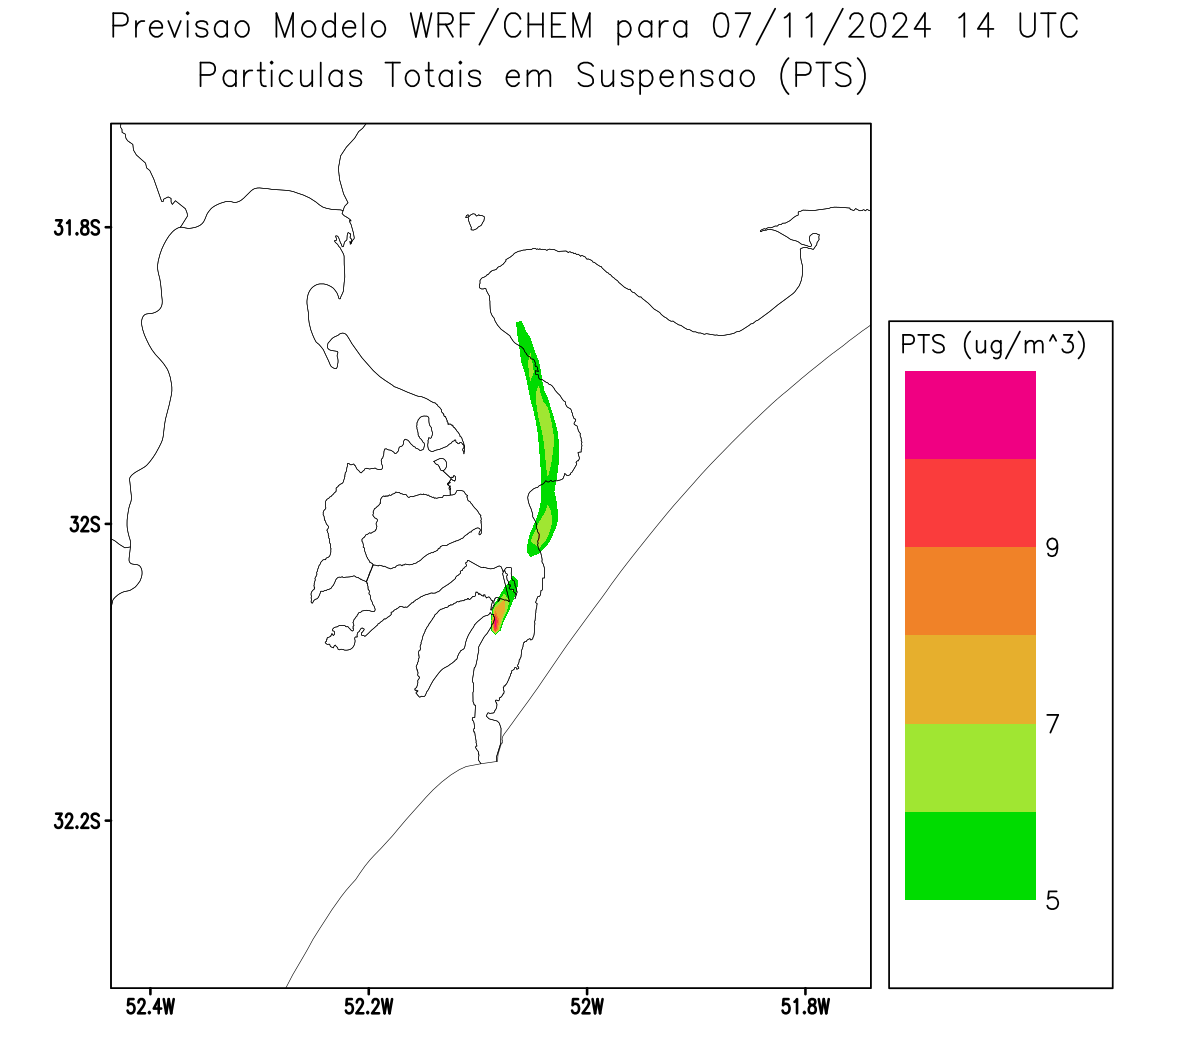 Previsao Modelo WRF/CHEM para 07/11/2024 14 UTC
Particulas Totais em Suspensao (PTS)
31.8S
32S
32.2S
52.4W
52.2W
52W
51.8W
PTS (ug/m^3)
9
7
5